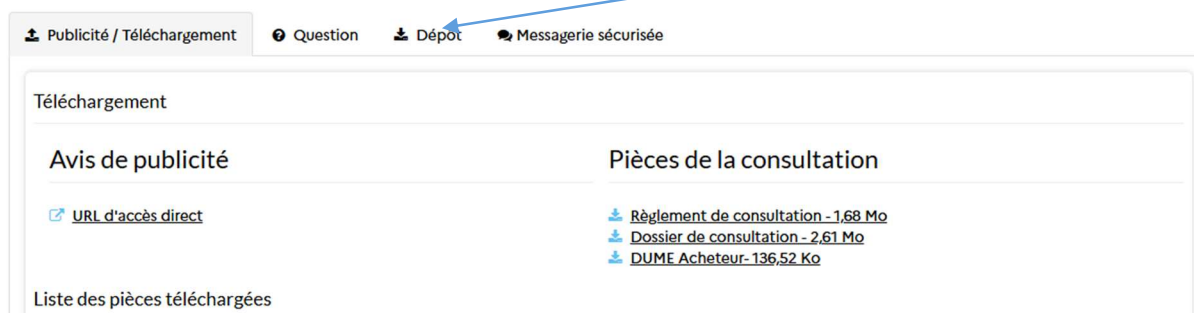 Publicité / Téléchargement Question Dépôt Messagerie sécurisée
Téléchargement
Avis de publicité Pièces de la consultation
URL d'accès direct Règlement de consultation - 1,68 Mo
Dossier de consultation - 2,61 Mo
DUME Acheteur- 136,52 Ko
Liste des pièces téléchargées